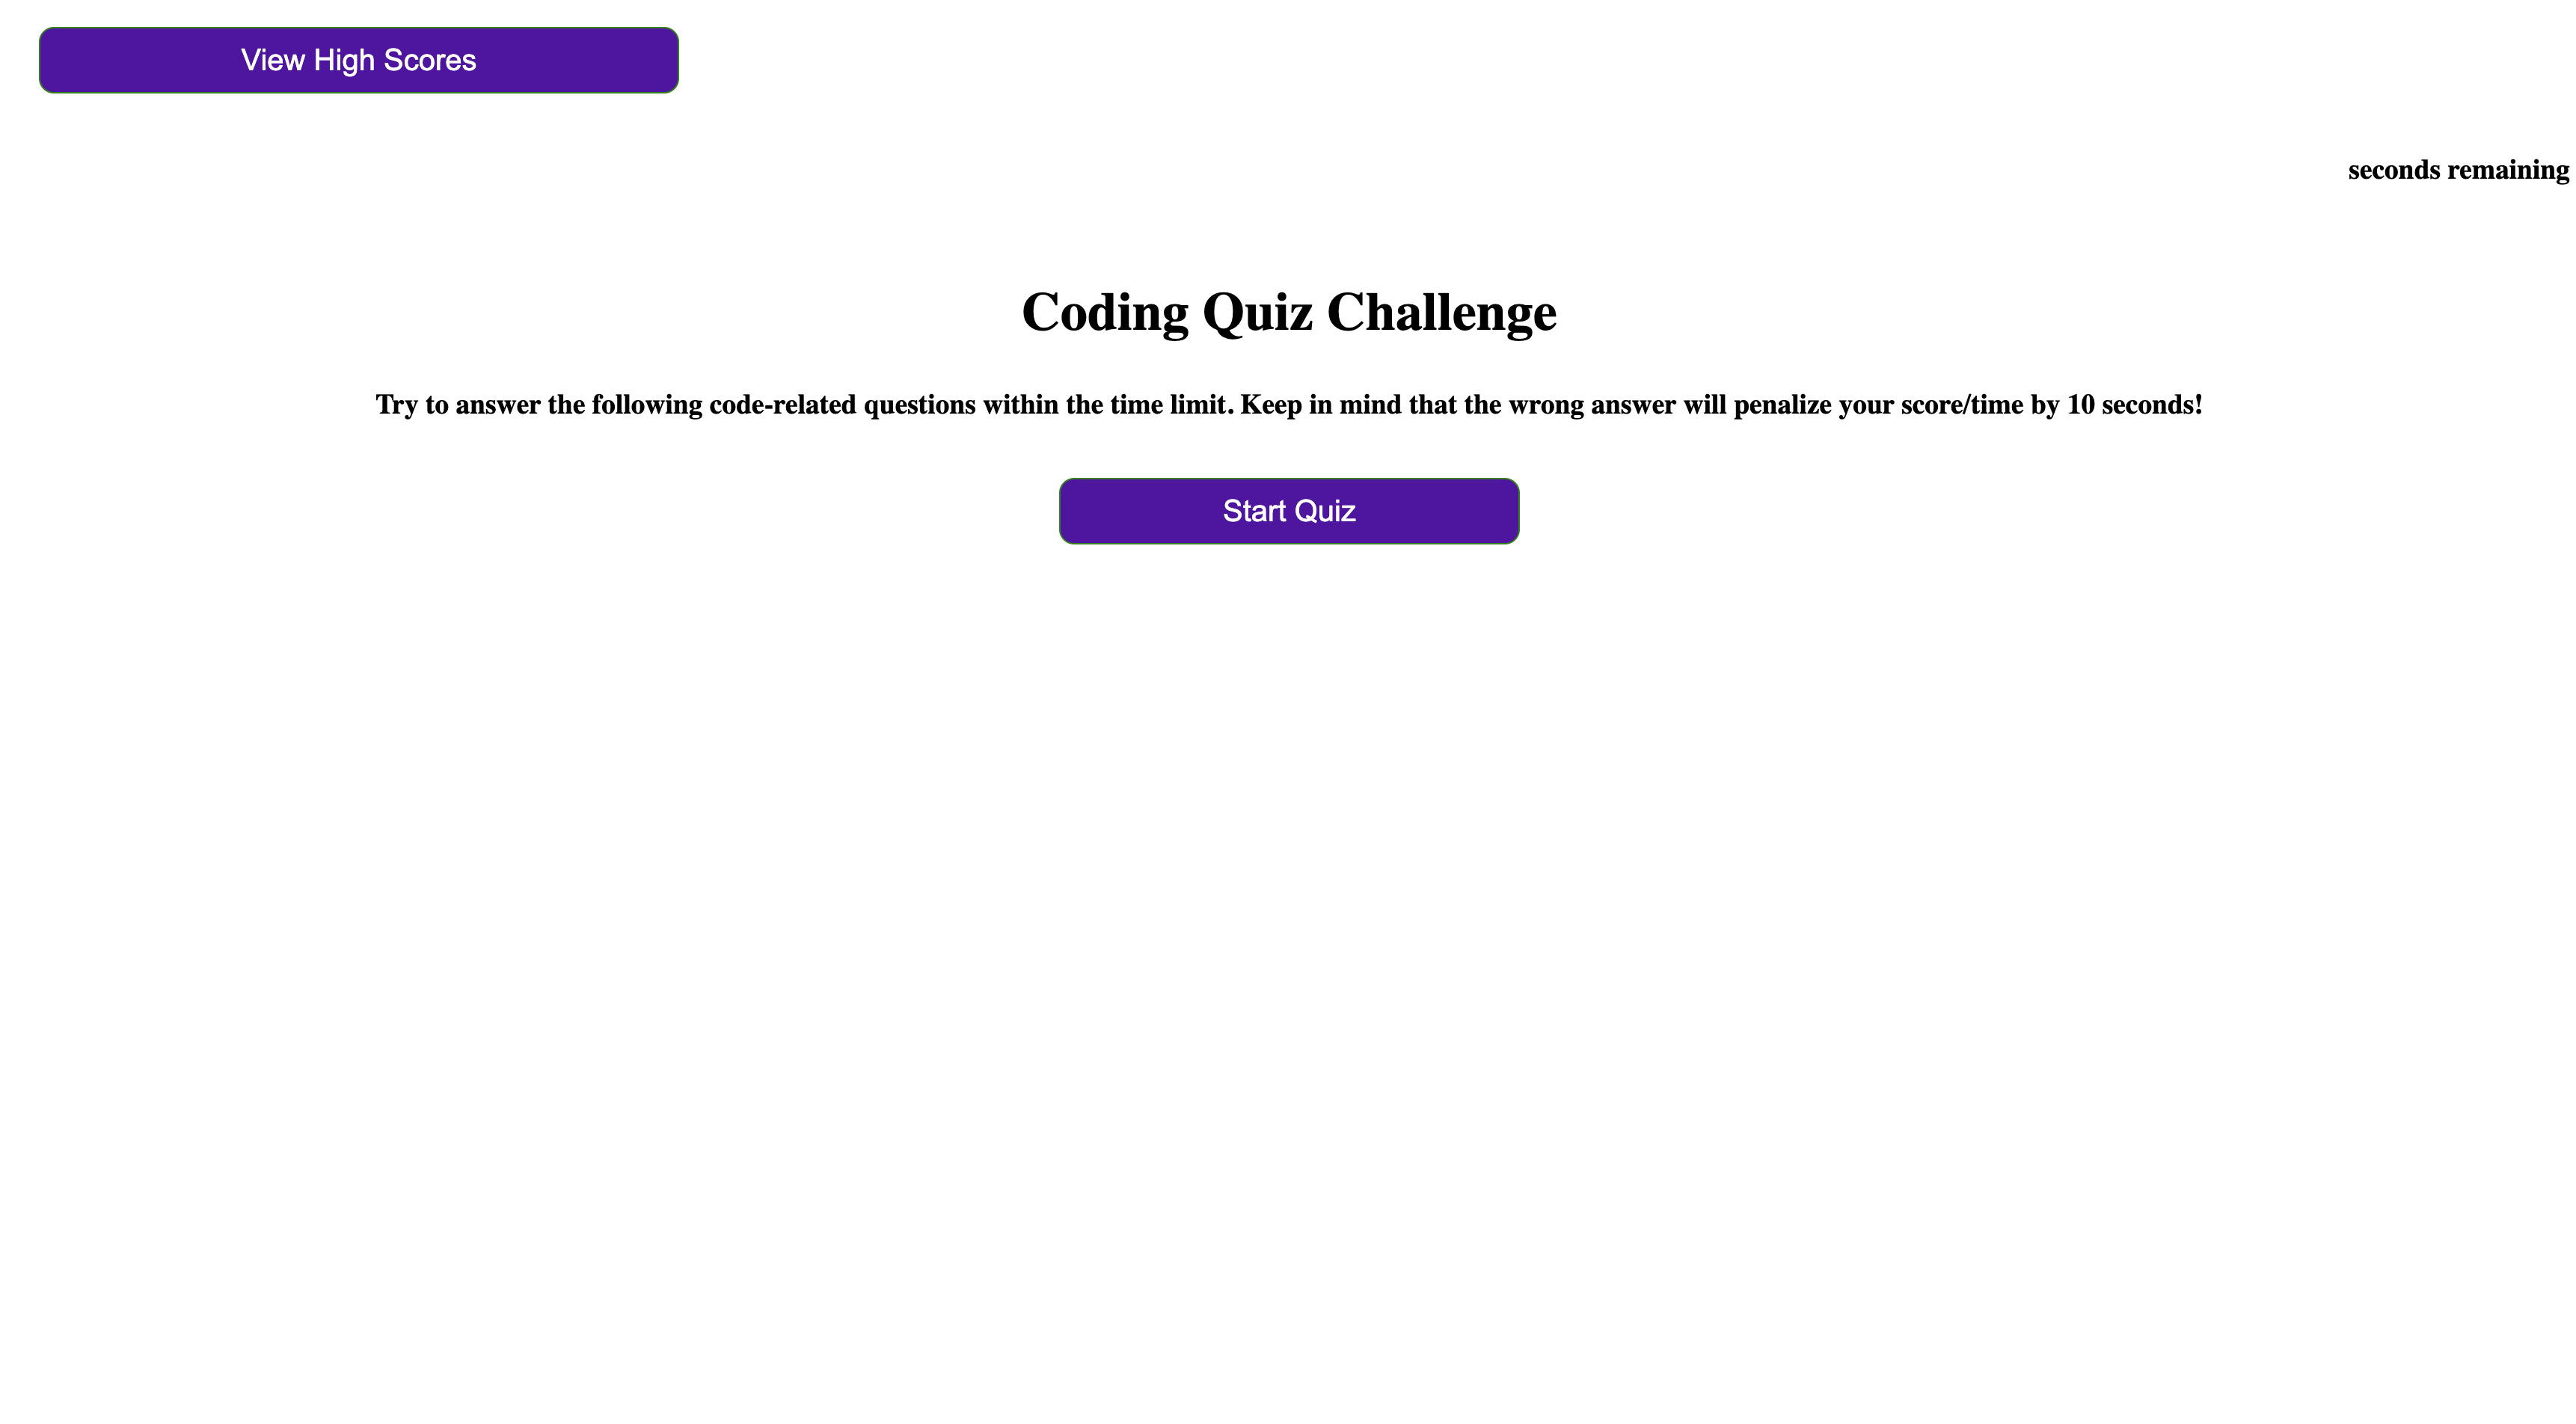 View High Scores
seconds remaining
Coding Quiz Challenge
Try to answer the following code-related questions within the time limit. Keep in mind that the wrong answer will penalize your score/time by 10 seconds!
Start Quiz